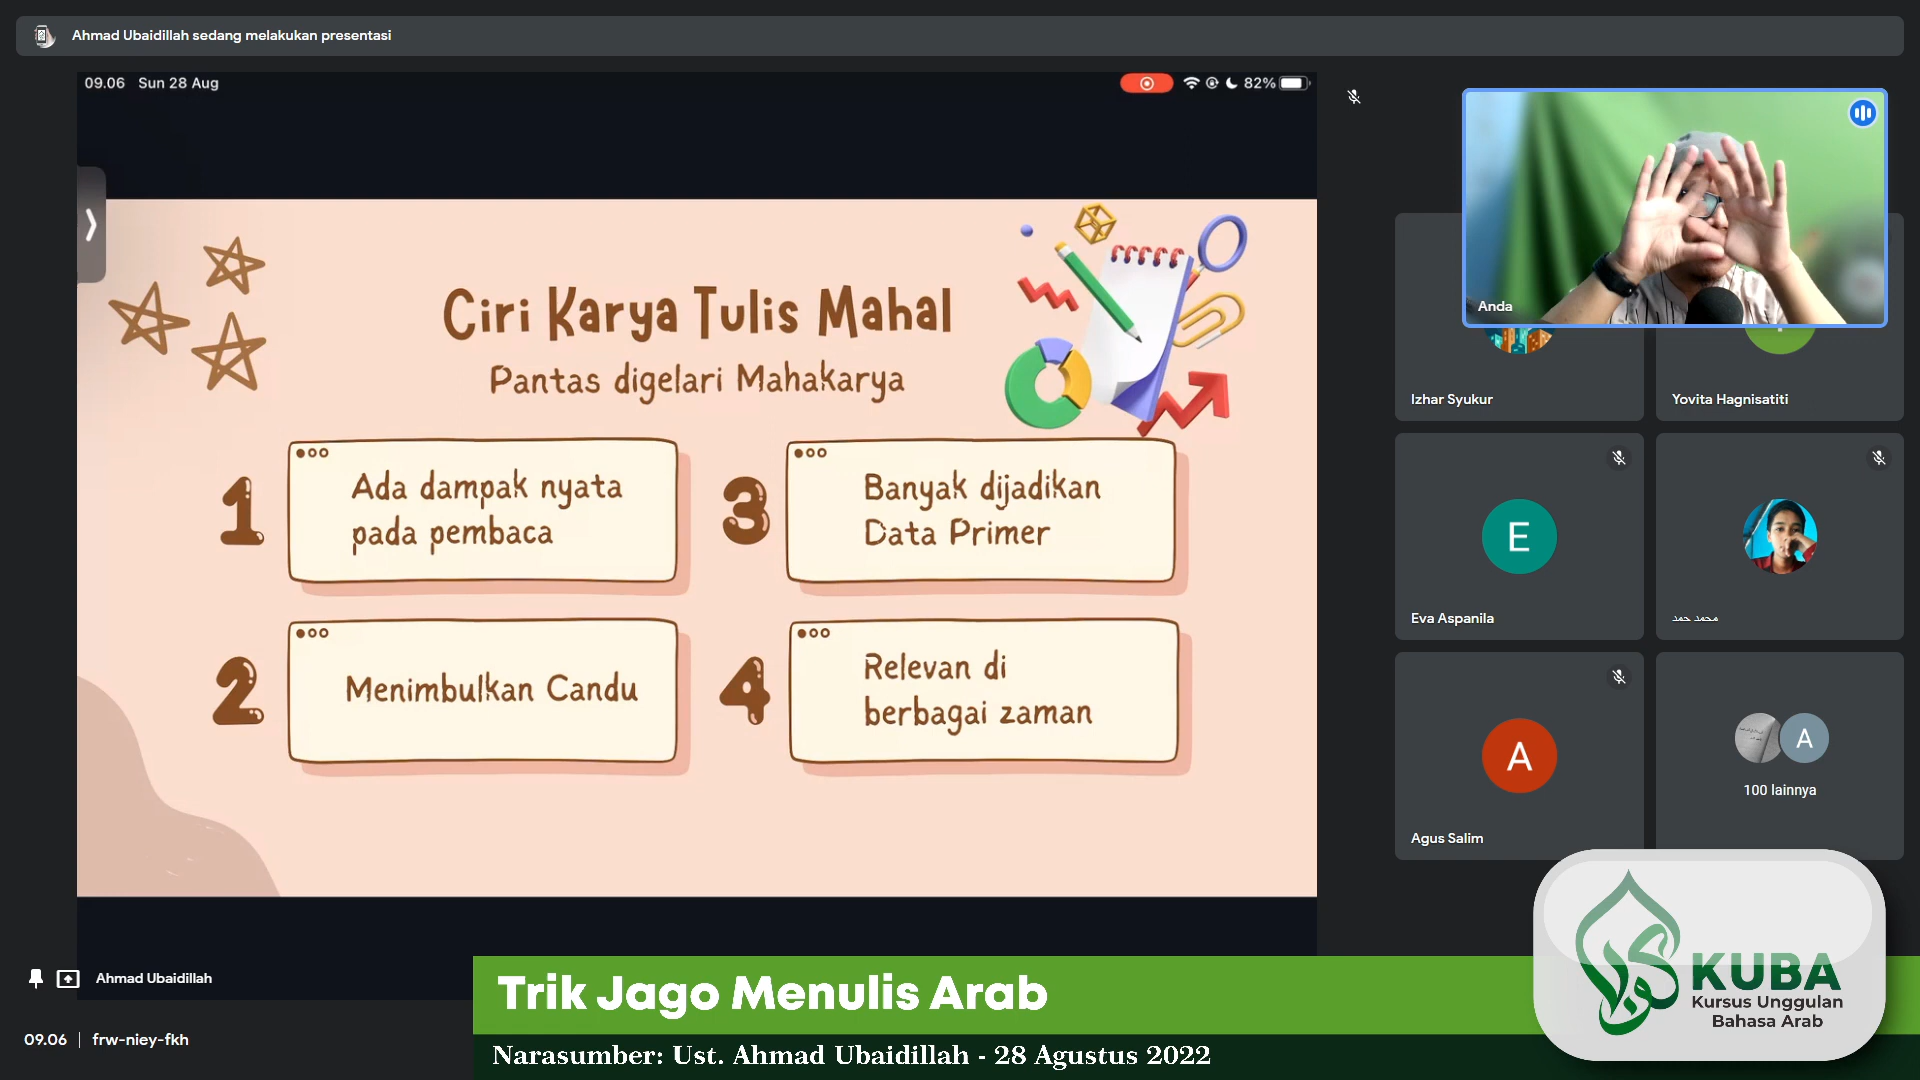 Ahmad Ubaidillah sedang melakukan presentasi
09.06 Sun 28 Aug
82%
Ciri Karya Tulis Mahal
Pantas digelari Mahakarya
1
Ada dampak nyata
pada pembaca
2
Menimbulkan Candu
3
Banyak dijadikan
Data Primer
4
Relevan di
berbagai zaman
Anda
Izhar Syukur
Yovita Hagnisatiti
E
Eva Aspanila
محمد حمد
A
Agus Salim
A
100 lainnya
Ahmad Ubaidillah
09.06 | frw-niey-fkh
Trik Jago Menulis Arab
Narasumber: Ust. Ahmad Ubaidillah - 28 Agustus 2022
KUBA
Kursus Unggulan
Bahasa Arab